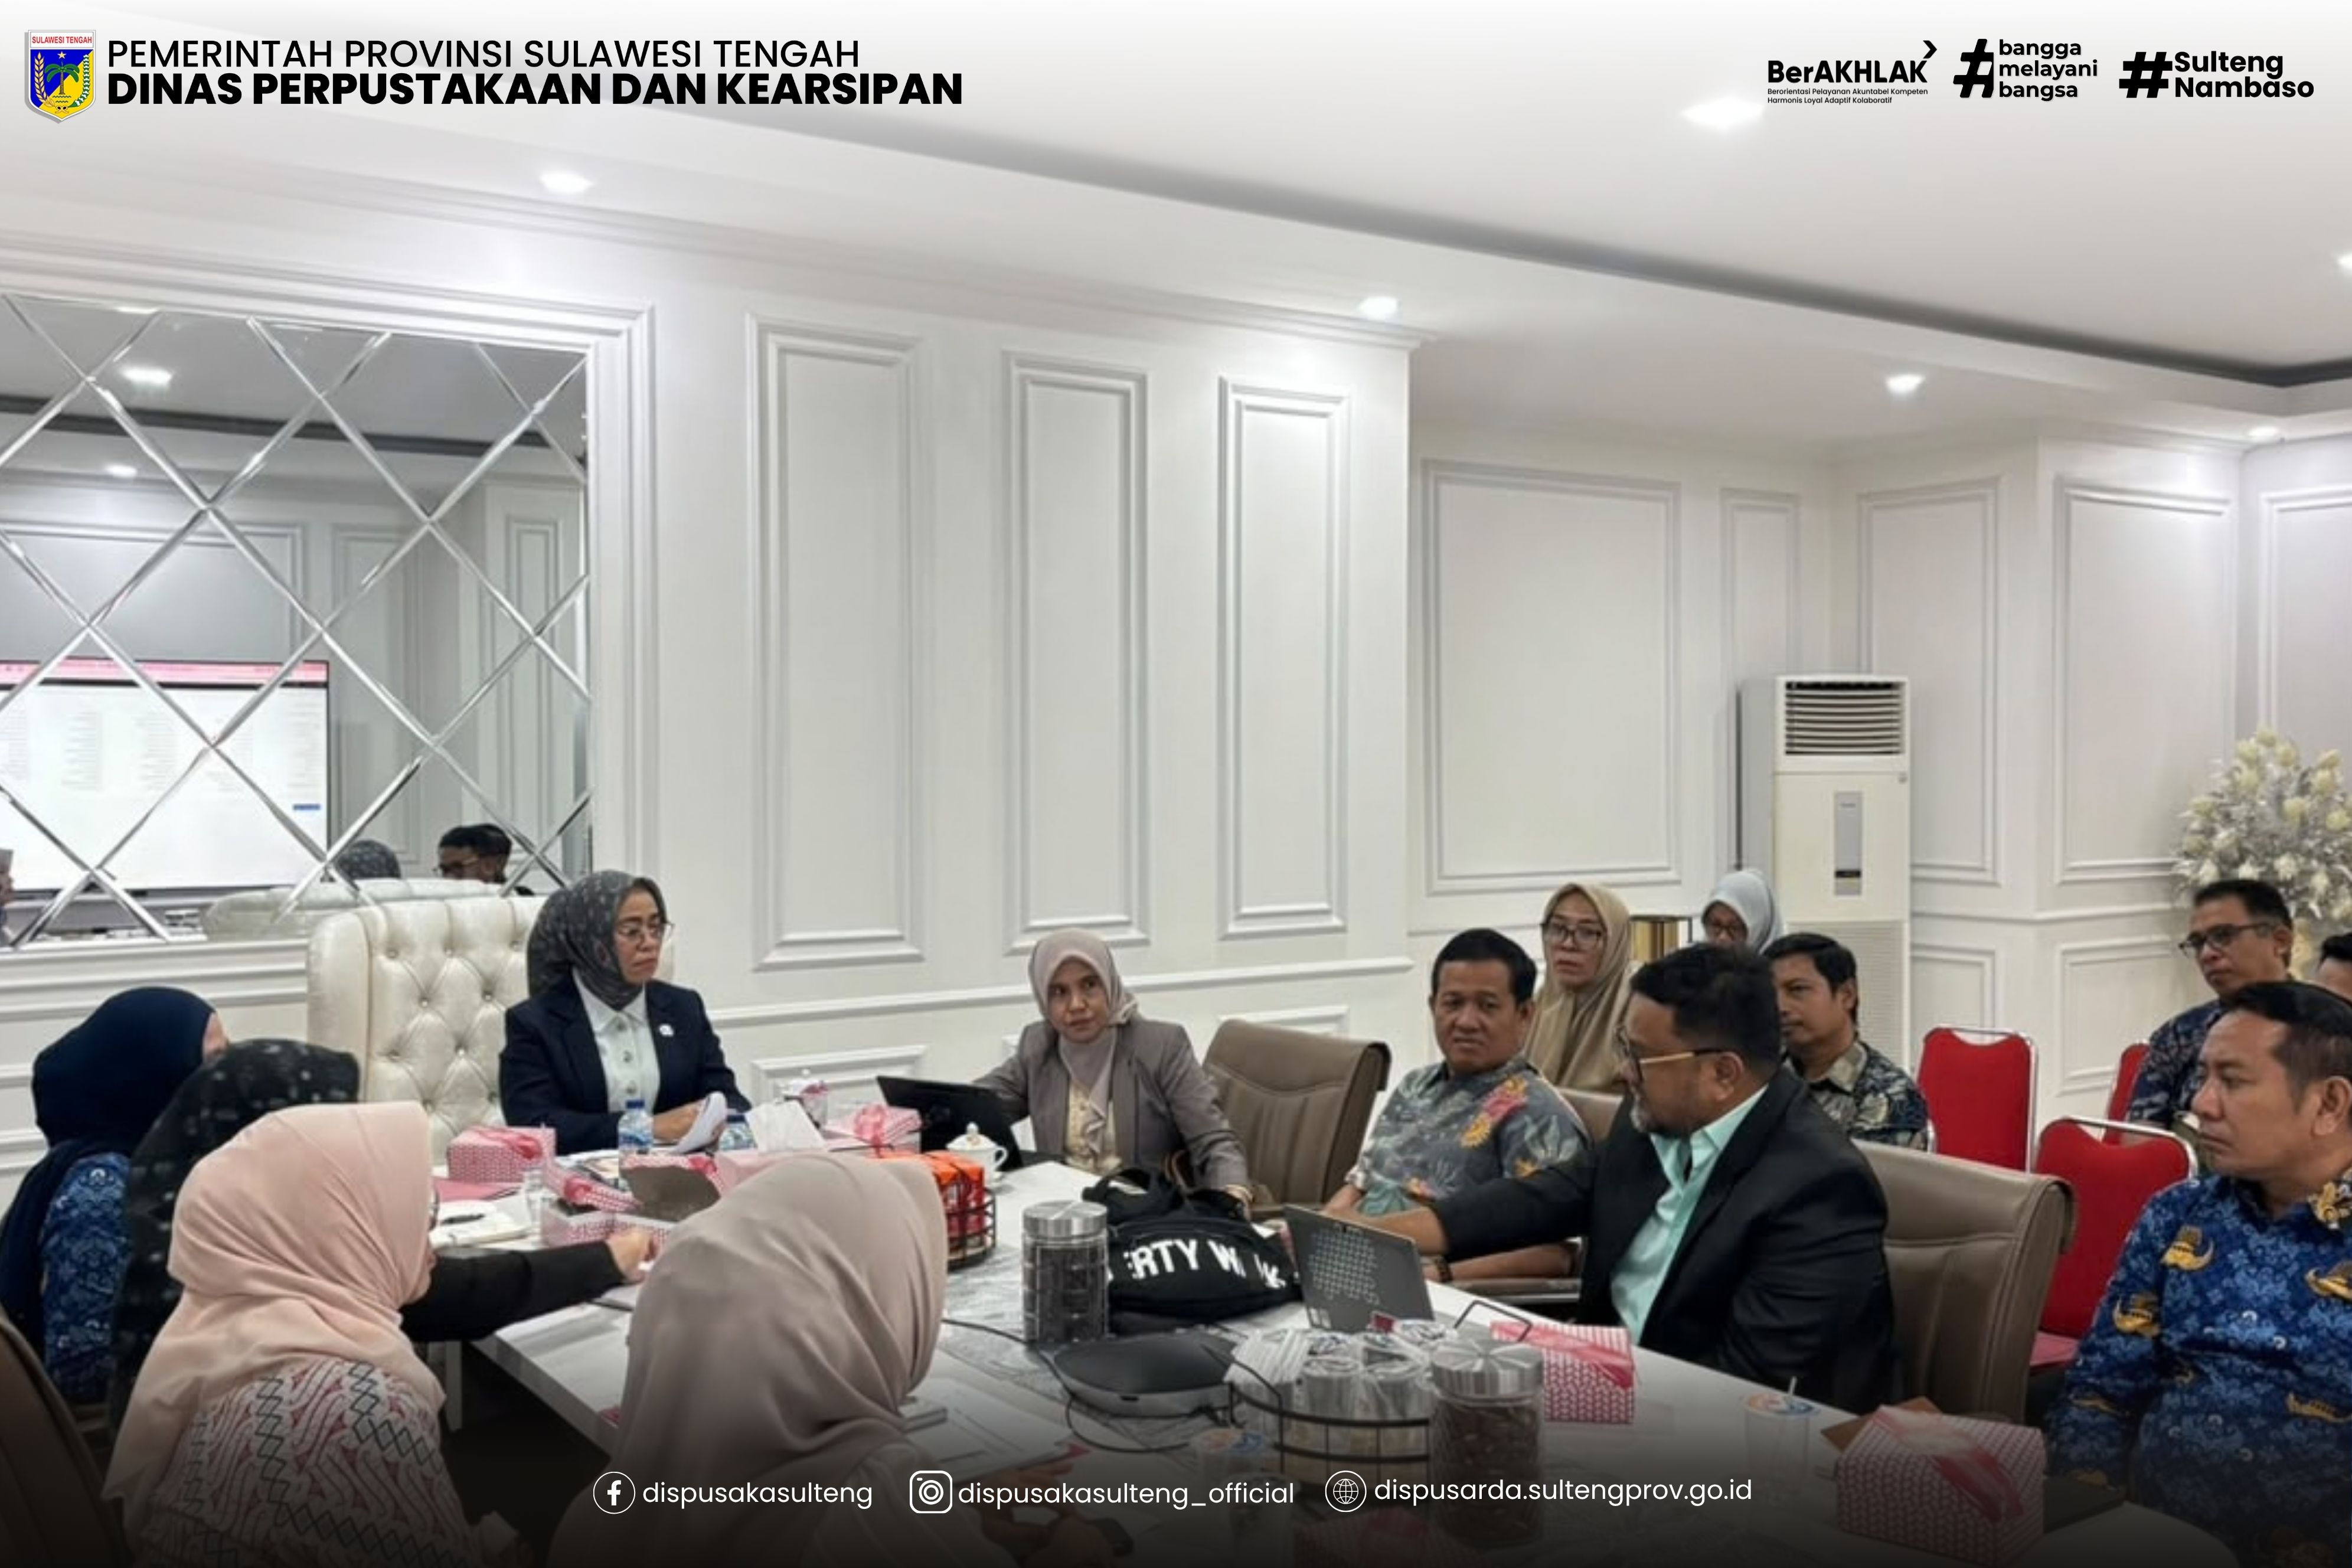 SULAWESI TENGAH
PEMERINTAH PROVINSI SULAWESI TENGAH
DINAS PERPUSTAKAAN DAN KEARSIPAN
BerAKHLAK
Berorientasi Pelayanan Akuntabel Kompeten
Harmonis Loyal Adaptif Kolaboratif
#bangga
melayani
bangsa
#Sulteng
Nambaso
dispusakasulteng
dispusakasulteng_official
dispusarda.sultengprov.go.id